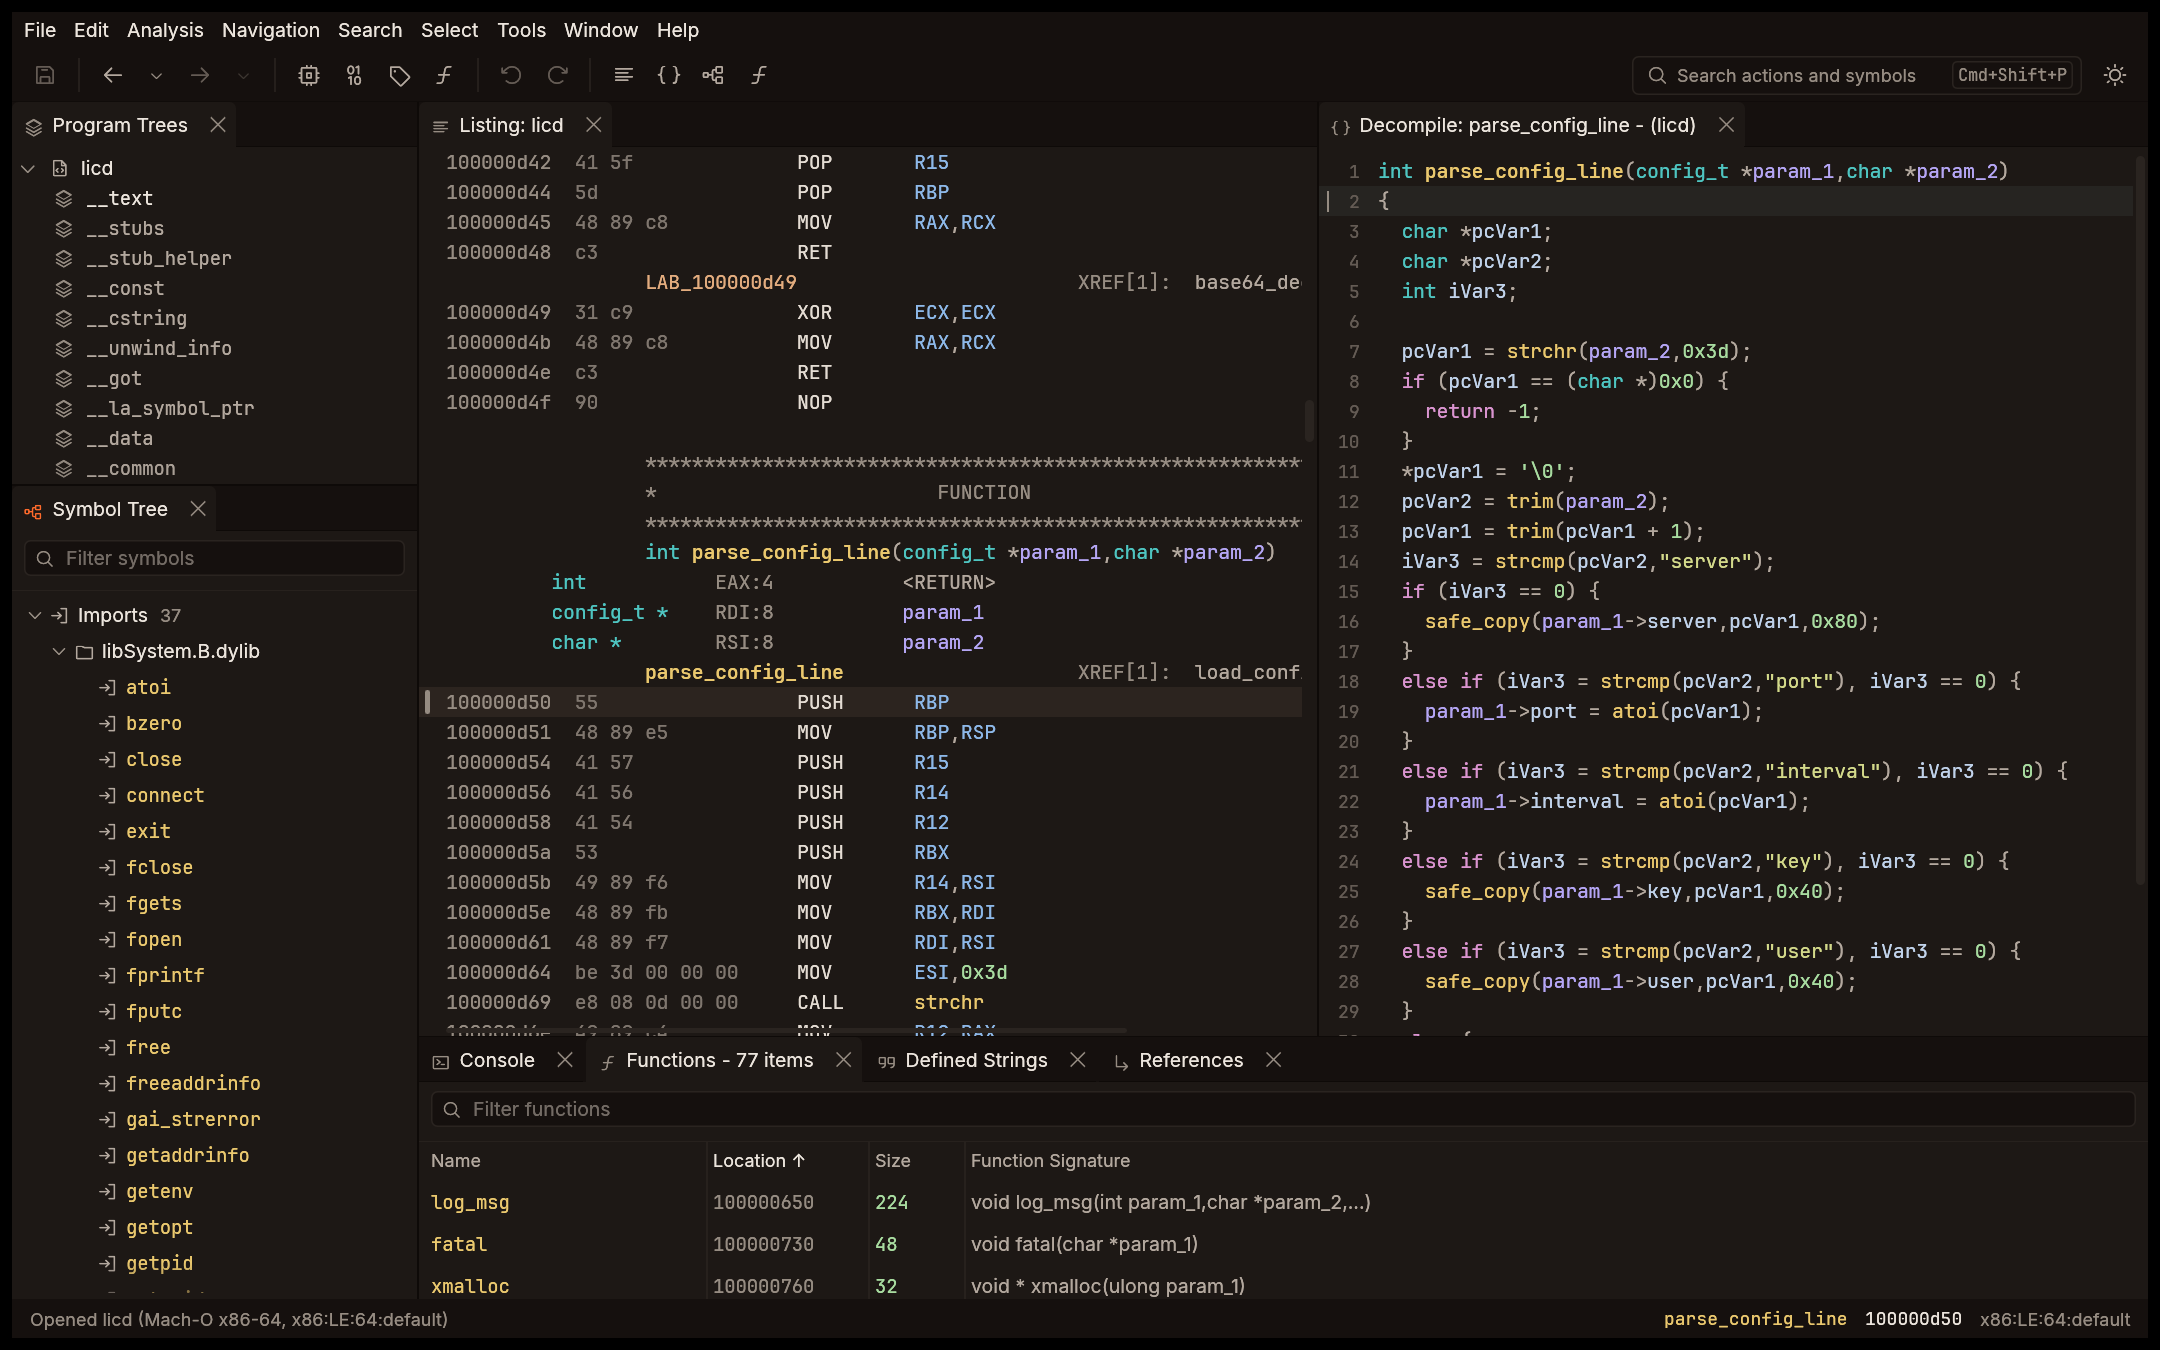 File Edit Analysis Navigation Search Select Tools Window Help
Search actions and symbols Cmd+Shift+P
Program Trees
licd
__text
__stubs
__stub_helper
__const
__cstring
__unwind_info
__got
__la_symbol_ptr
__data
__common
Symbol Tree
Filter symbols
Imports 37
libSystem.B.dylib
atoi
bzero
close
connect
exit
fclose
fgets
fopen
fprintf
fputc
free
freeaddrinfo
gai_strerror
getaddrinfo
getenv
getopt
getpid
Listing: licd
100000d42 41 5f POP R15
100000d44 5d POP RBP
100000d45 48 89 c8 MOV RAX,RCX
100000d48 c3 RET
LAB_100000d49 XREF[1]: base64_de
100000d49 31 c9 XOR ECX,ECX
100000d4b 48 89 c8 MOV RAX,RCX
100000d4e c3 RET
100000d4f 90 NOP
********************************************************
* FUNCTION
********************************************************
int parse_config_line(config_t *param_1,char *param_2)
int EAX:4 <RETURN>
config_t * RDI:8 param_1
char * RSI:8 param_2
parse_config_line XREF[1]: load_conf
100000d50 55 PUSH RBP
100000d51 48 89 e5 MOV RBP,RSP
100000d54 41 57 PUSH R15
100000d56 41 56 PUSH R14
100000d58 41 54 PUSH R12
100000d5a 53 PUSH RBX
100000d5b 49 89 f6 MOV R14,RSI
100000d5e 48 89 fb MOV RBX,RDI
100000d61 48 89 f7 MOV RDI,RSI
100000d64 be 3d 00 00 00 MOV ESI,0x3d
100000d69 e8 08 0d 00 00 CALL strchr
Decompile: parse_config_line - (licd)
1 int parse_config_line(config_t *param_1,char *param_2)
2 {
3 char *pcVar1;
4 char *pcVar2;
5 int iVar3;
6
7 pcVar1 = strchr(param_2,0x3d);
8 if (pcVar1 == (char *)0x0) {
9 return -1;
10 }
11 *pcVar1 = '\0';
12 pcVar2 = trim(param_2);
13 pcVar1 = trim(pcVar1 + 1);
14 iVar3 = strcmp(pcVar2,"server");
15 if (iVar3 == 0) {
16 safe_copy(param_1->server,pcVar1,0x80);
17 }
18 else if (iVar3 = strcmp(pcVar2,"port"), iVar3 == 0) {
19 param_1->port = atoi(pcVar1);
20 }
21 else if (iVar3 = strcmp(pcVar2,"interval"), iVar3 == 0) {
22 param_1->interval = atoi(pcVar1);
23 }
24 else if (iVar3 = strcmp(pcVar2,"key"), iVar3 == 0) {
25 safe_copy(param_1->key,pcVar1,0x40);
26 }
27 else if (iVar3 = strcmp(pcVar2,"user"), iVar3 == 0) {
28 safe_copy(param_1->user,pcVar1,0x40);
29 }
Console Functions - 77 items Defined Strings References
Filter functions
Name Location ↑ Size Function Signature
log_msg 100000650 224 void log_msg(int param_1,char *param_2,...)
fatal 100000730 48 void fatal(char *param_1)
xmalloc 100000760 32 void * xmalloc(ulong param_1)
Opened licd (Mach-O x86-64, x86:LE:64:default)
parse_config_line 100000d50 x86:LE:64:default